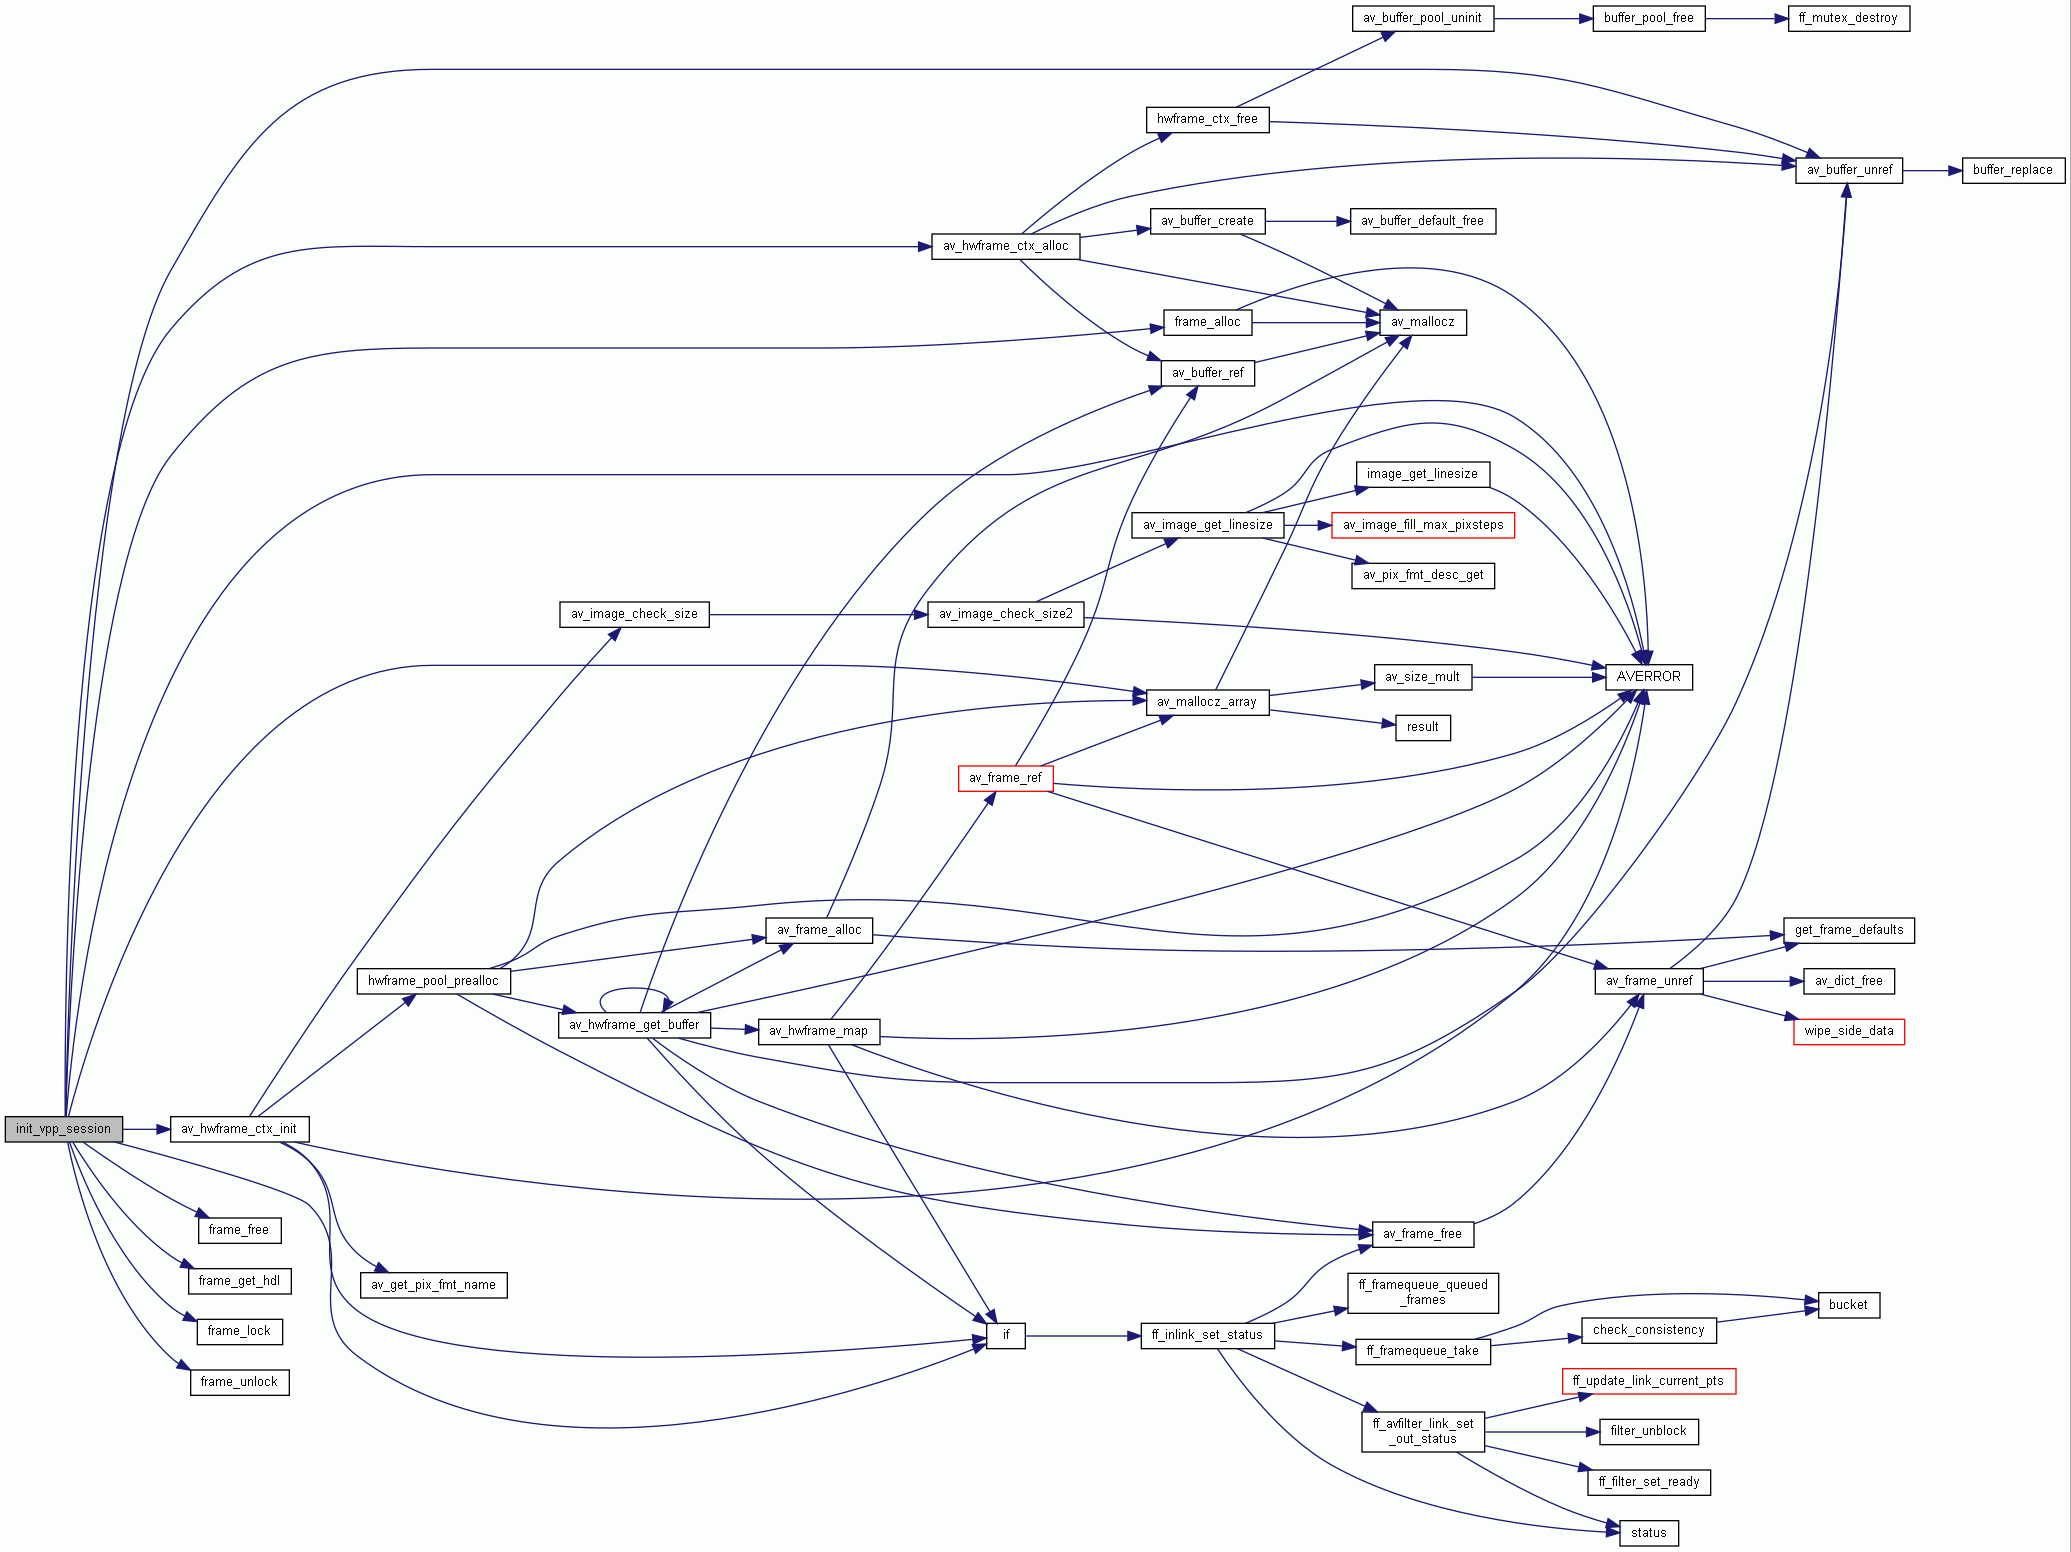 av_buffer_pool_uninit
buffer_pool_free
ff_mutex_destroy
hwframe_ctx_free
av_buffer_unref
buffer_replace
av_buffer_create
av_buffer_default_free
av_hwframe_ctx_alloc
frame_alloc
av_mallocz
av_buffer_ref
image_get_linesize
av_image_get_linesize
av_image_fill_max_pixsteps
av_pix_fmt_desc_get
av_image_check_size
av_image_check_size2
AVERROR
av_size_mult
av_mallocz_array
result
av_frame_ref
av_frame_alloc
get_frame_defaults
hwframe_pool_prealloc
av_frame_unref
av_dict_free
av_hwframe_get_buffer
av_hwframe_map
wipe_side_data
init_vpp_session
av_hwframe_ctx_init
frame_free
av_frame_free
frame_get_hdl
av_get_pix_fmt_name
ff_framequeue_queued
_frames
bucket
frame_lock
if
ff_inlink_set_status
check_consistency
ff_framequeue_take
frame_unlock
ff_update_link_current_pts
ff_avfilter_link_set
_out_status
filter_unblock
ff_filter_set_ready
status